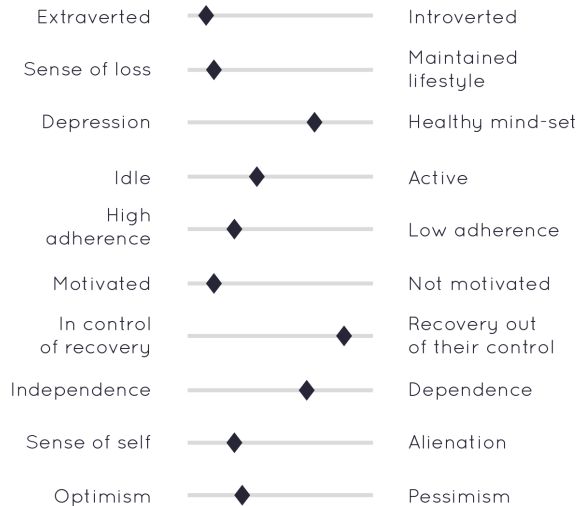 Extraverted Introverted
Sense of loss Maintained
lifestyle
Depression Healthy mind-set
Idle Active
High
adherence Low adherence
Motivated Not motivated
In control Recovery out
of recovery of their control
Independence Dependence
Sense of self Alienation
Optimism Pessimism